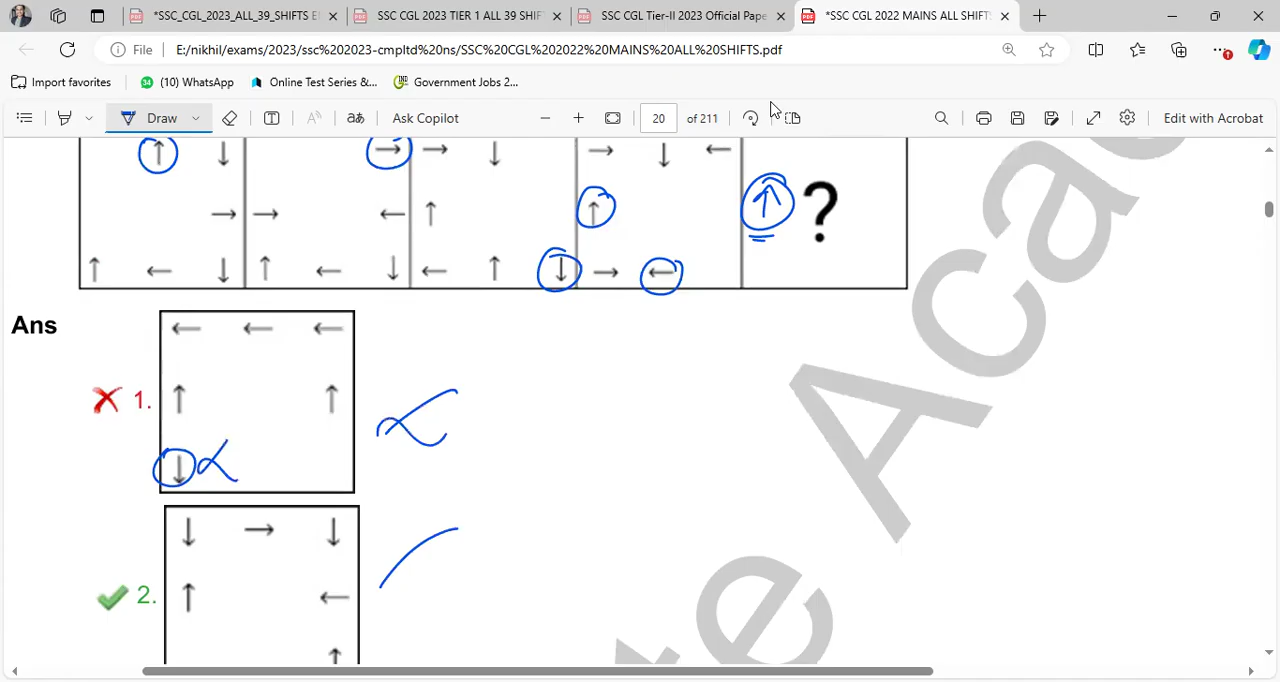 *SSC_CGL_2023_ALL_39_SHIFTS E
SSC CGL 2023 TIER 1 ALL 39 SHIF
SSC CGL Tier-II 2023 Official Pape
*SSC CGL 2022 MAINS ALL SHIFT
File
E:/nikhil/exams/2023/ssc%202023-cmpltd%20ns/SSC%20CGL%202022%20MAINS%20ALL%20SHIFTS.pdf
Import favorites
34
(10) WhatsApp
Online Test Series &...
Government Jobs 2...
Draw
Ask Copilot
20
of 211
Edit with Acrobat
↑ ↓ → → ↓ → ↓ ←
→ → ← ↑ ↑ ↑ ?
↑ ← ↓ ↑ ← ↓ ← ↑ ↓ → ←
Ans
← ← ←
1. ↑ ↑
↓
↓ → ↓
2. ↑ ←
↑
te Aca